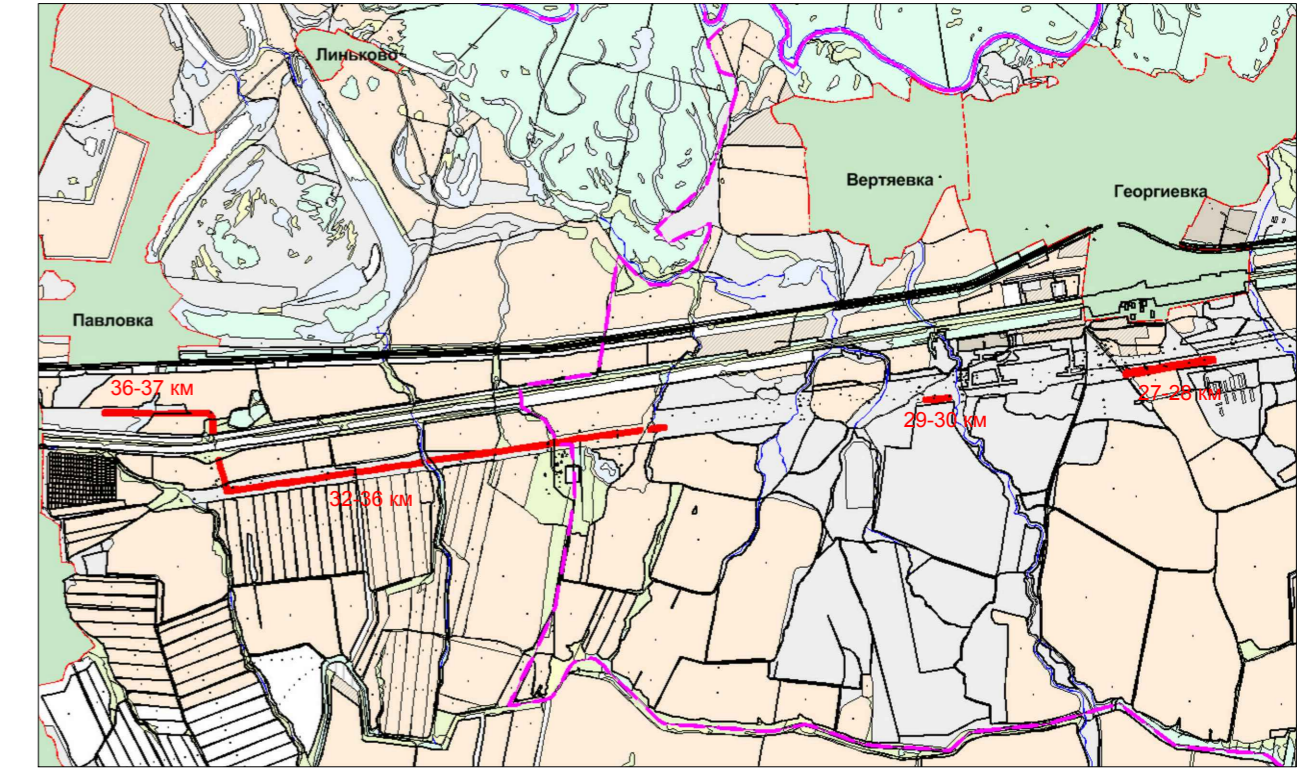 Линьково
Вертяевка
Георгиевка
Павловка
36-37 км
27-28 км
29-30 км
32-36 км